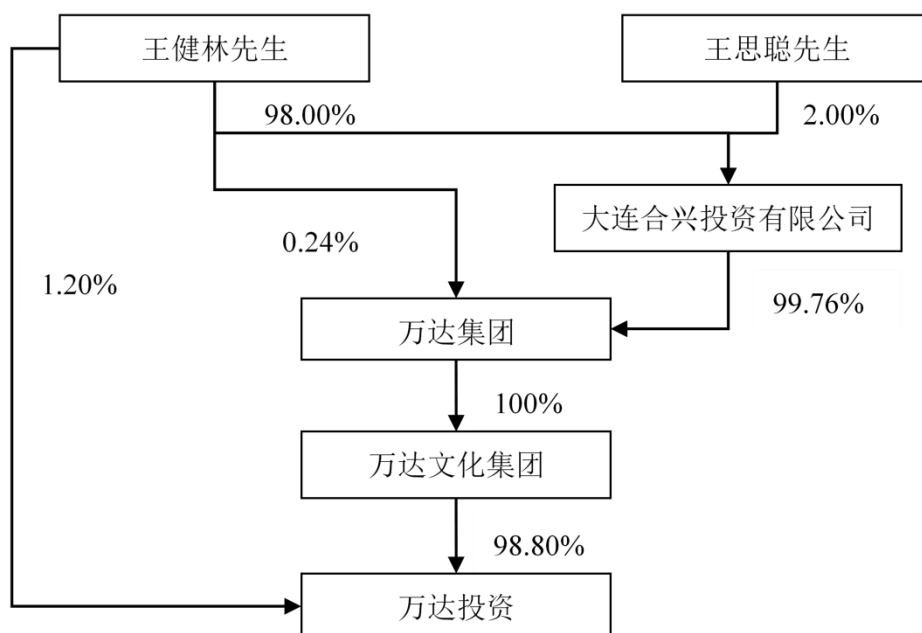 王健林先生
王思聪先生
98.00%
2.00%
大连合兴投资有限公司
0.24%
1.20%
99.76%
万达集团
100%
万达文化集团
98.80%
万达投资